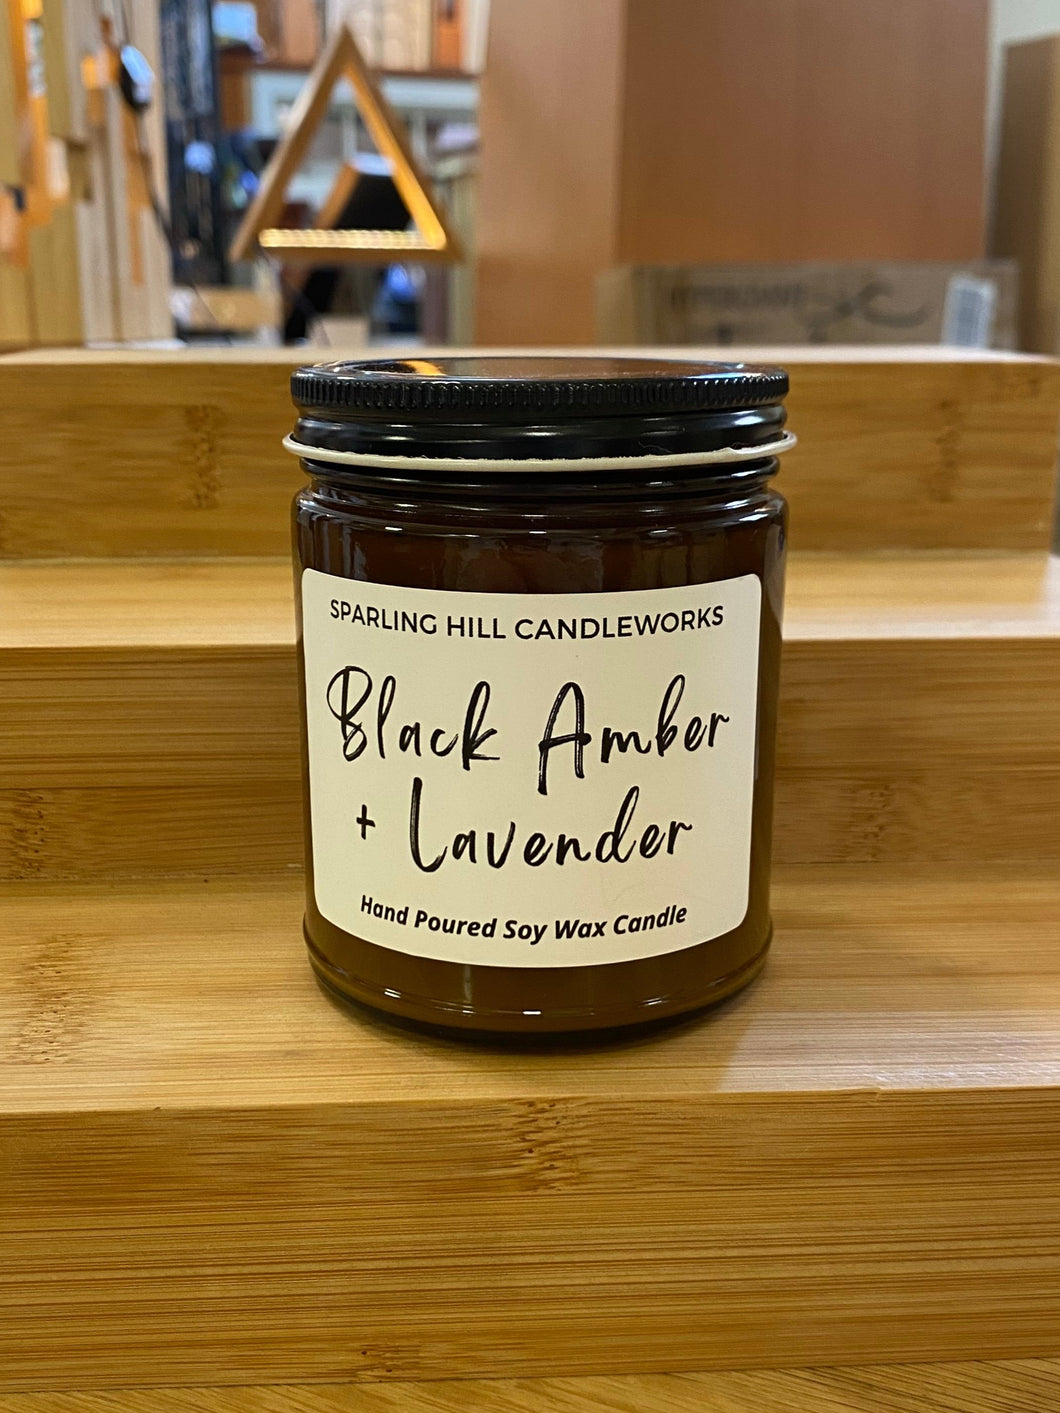 SPARLING HILL CANDLEWORKS
Black Amber
+ Lavender
Hand Poured Soy Wax Candle